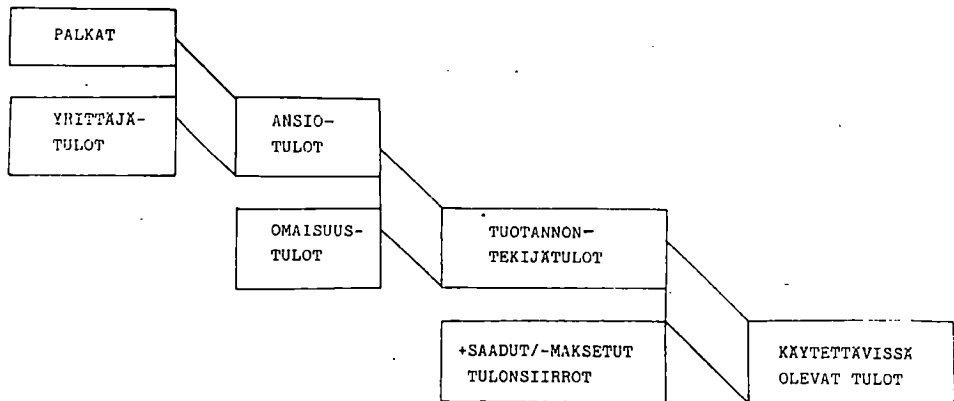 PALKAT
YRITTÄJÄ-
TULOT
ANSIO-
TULOT
OMAISUUS-
TULOT
TUOTANNON-
TEKIJÄTULOT
+SAADUT/-MAKSETUT
TULONSIIRROT
KÄYTETTÄVISSÄ
OLEVAT TULOT